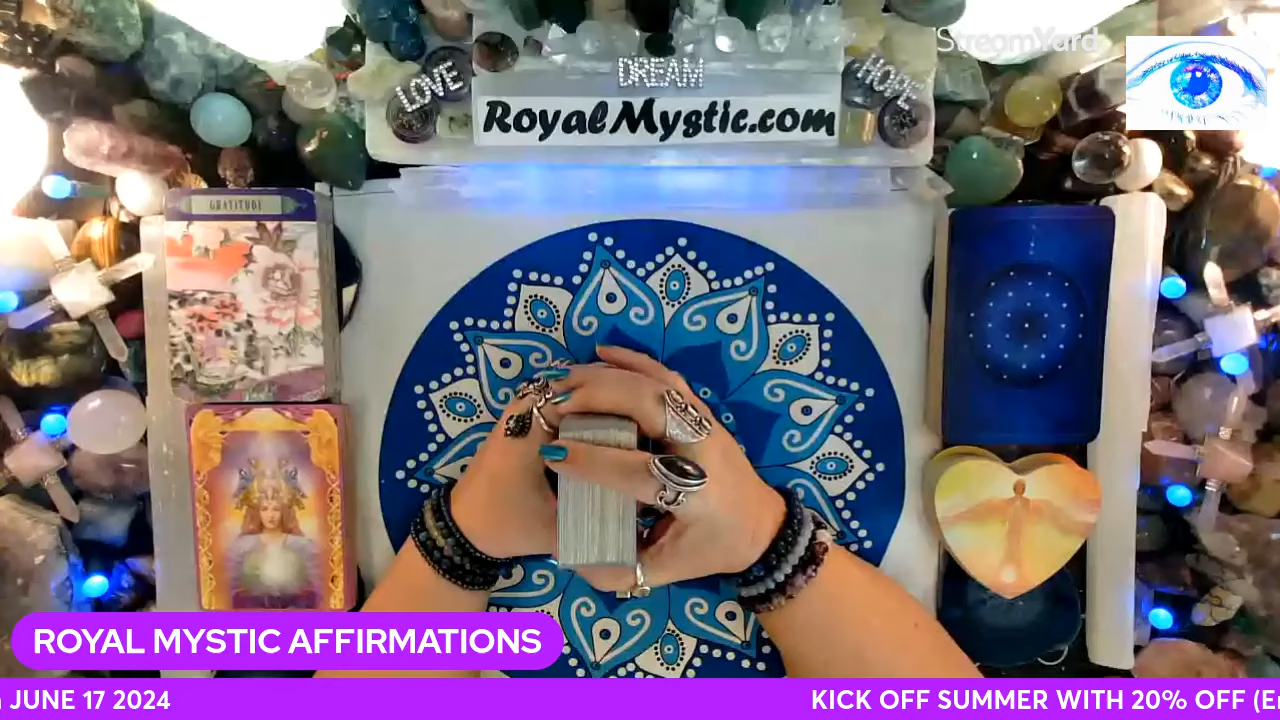 StreamYard
LOVE
DREAM
HOPE
RoyalMystic.com
GRATITUDE
ROYAL MYSTIC AFFIRMATIONS
JUNE 17 2024
KICK OFF SUMMER WITH 20% OFF (E